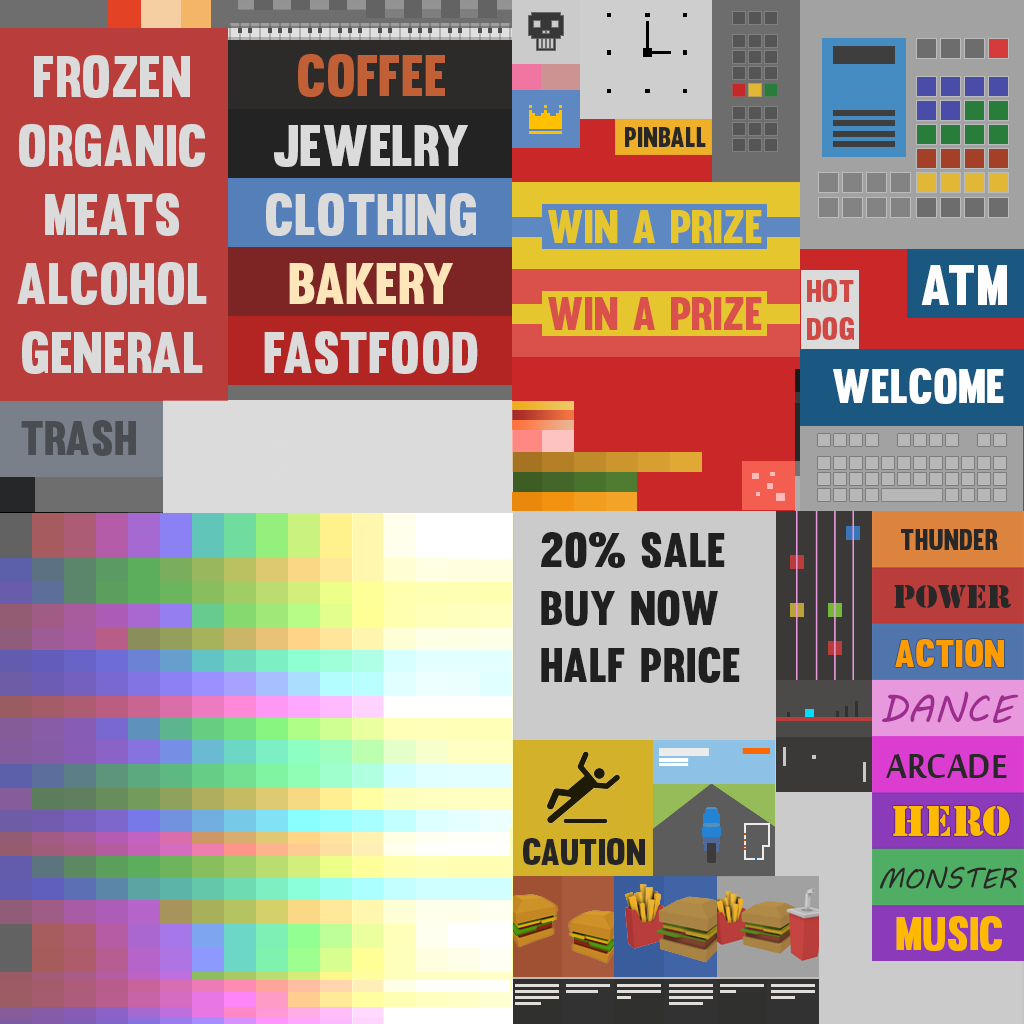 FROZEN
ORGANIC
MEATS
ALCOHOL
GENERAL
TRASH
COFFEE
JEWELRY
CLOTHING
BAKERY
FASTFOOD
PINBALL
WIN A PRIZE
WIN A PRIZE
HOT
DOG
ATM
WELCOME
20% SALE
BUY NOW
HALF PRICE
CAUTION
THUNDER
POWER
ACTION
DANCE
ARCADE
HERO
MONSTER
MUSIC